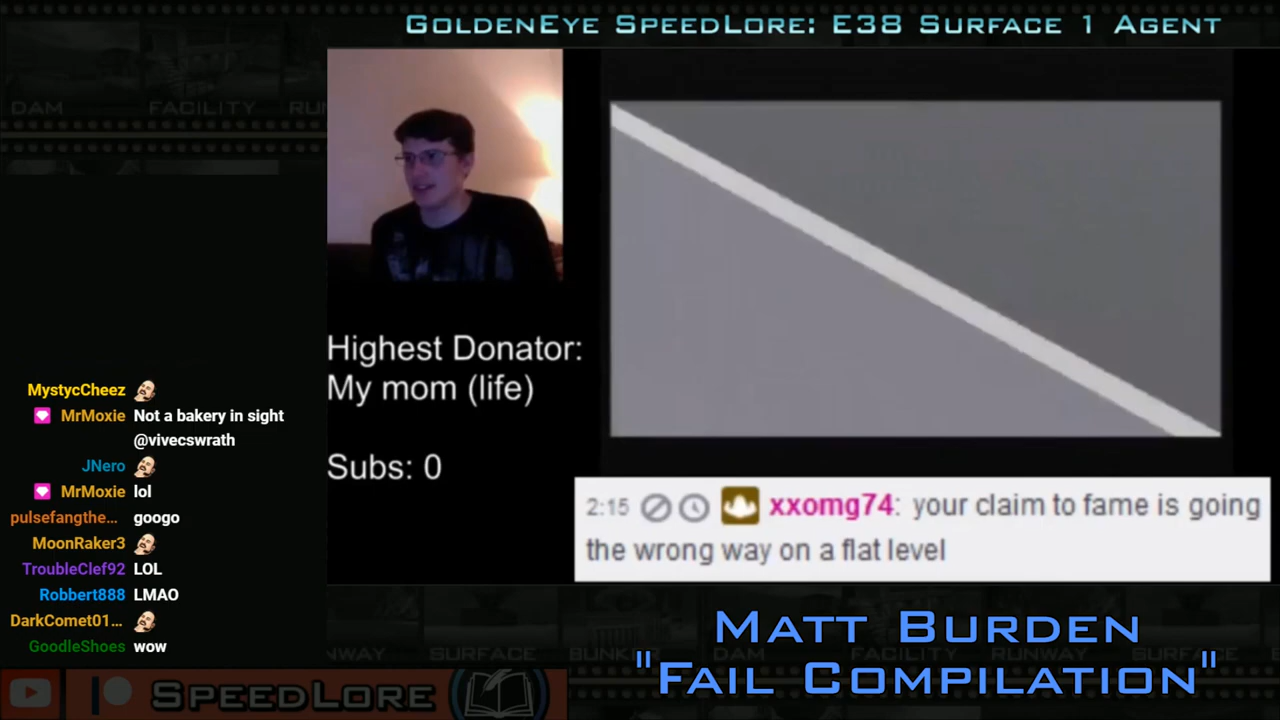 GoldenEye SpeedLore: E38 Surface 1 Agent
DAM
FACILITY
RU
Highest Donator:
My mom (life)
Subs: 0
MystycCheez
MrMoxie Not a bakery in sight
@vivecswrath
JNero
MrMoxie lol
pulsefangthe... googo
MoonRaker3
TroubleClef92 LOL
Robbert888 LMAO
DarkComet01...
GoodleShoes wow
2:15 xxomg74: your claim to fame is going
the wrong way on a flat level
NWAY
SURFACE
BUNKER
DAM
FACILITY
RUNWAY
SURFACE
Matt Burden
"Fail Compilation"
SpeedLore